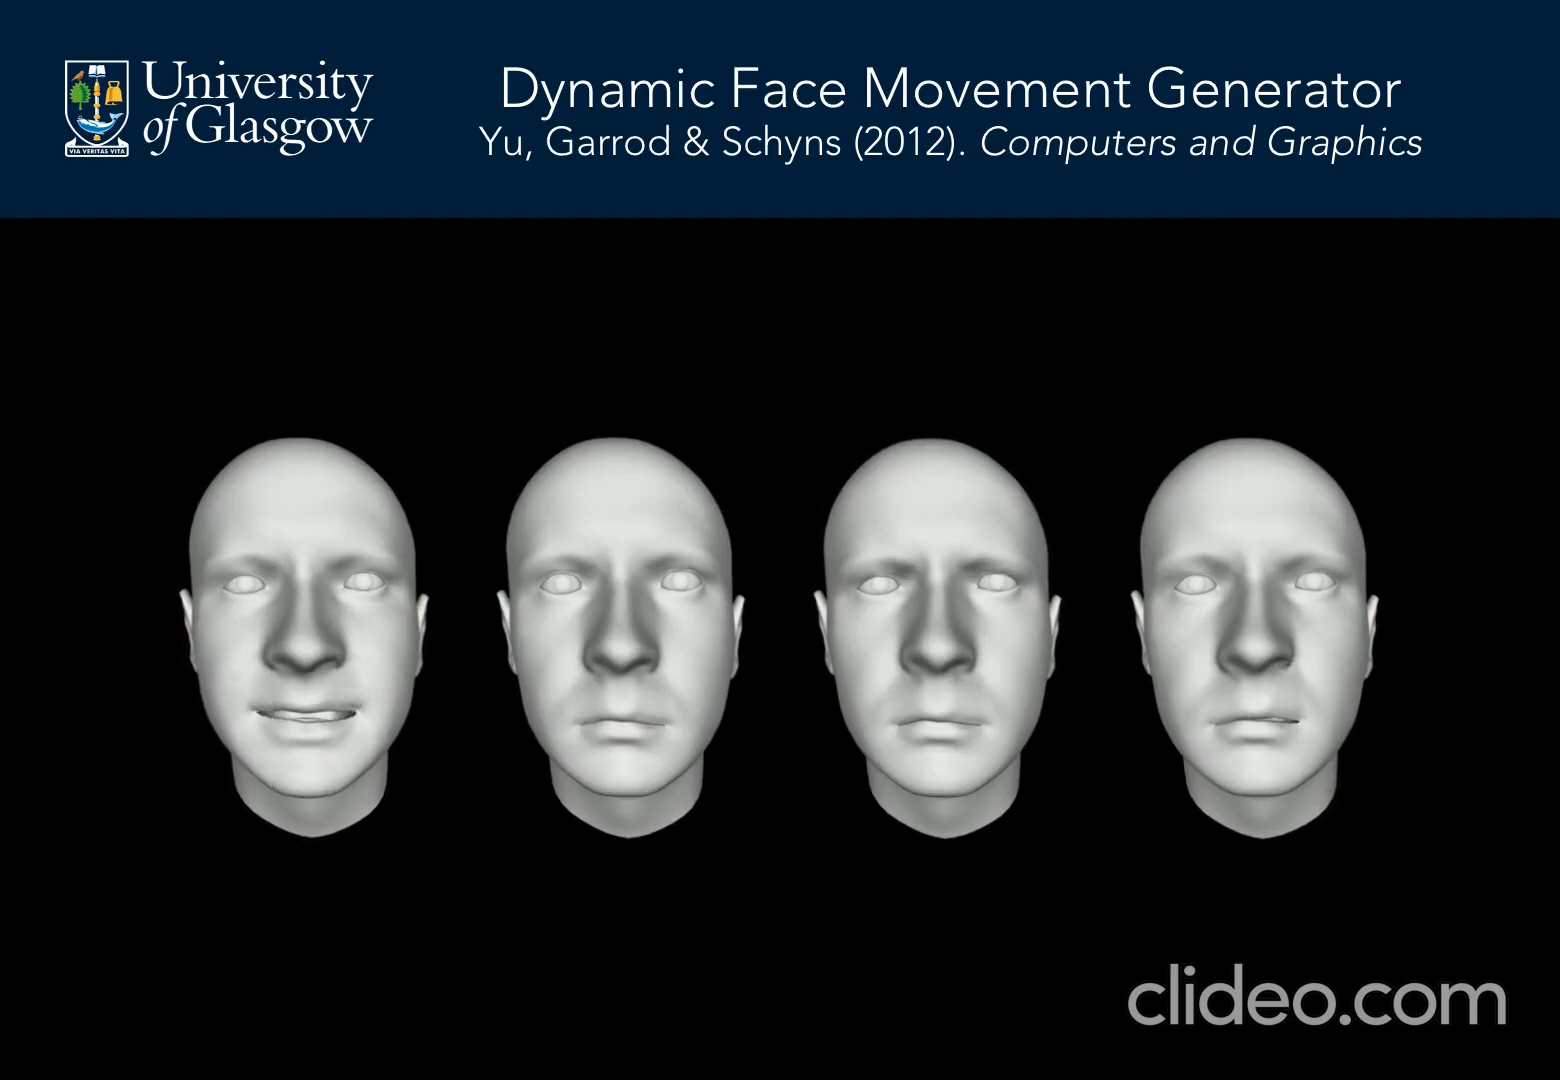 University
of Glasgow
VIA VERITAS VITA
Dynamic Face Movement Generator
Yu, Garrod & Schyns (2012). Computers and Graphics
clideo.com